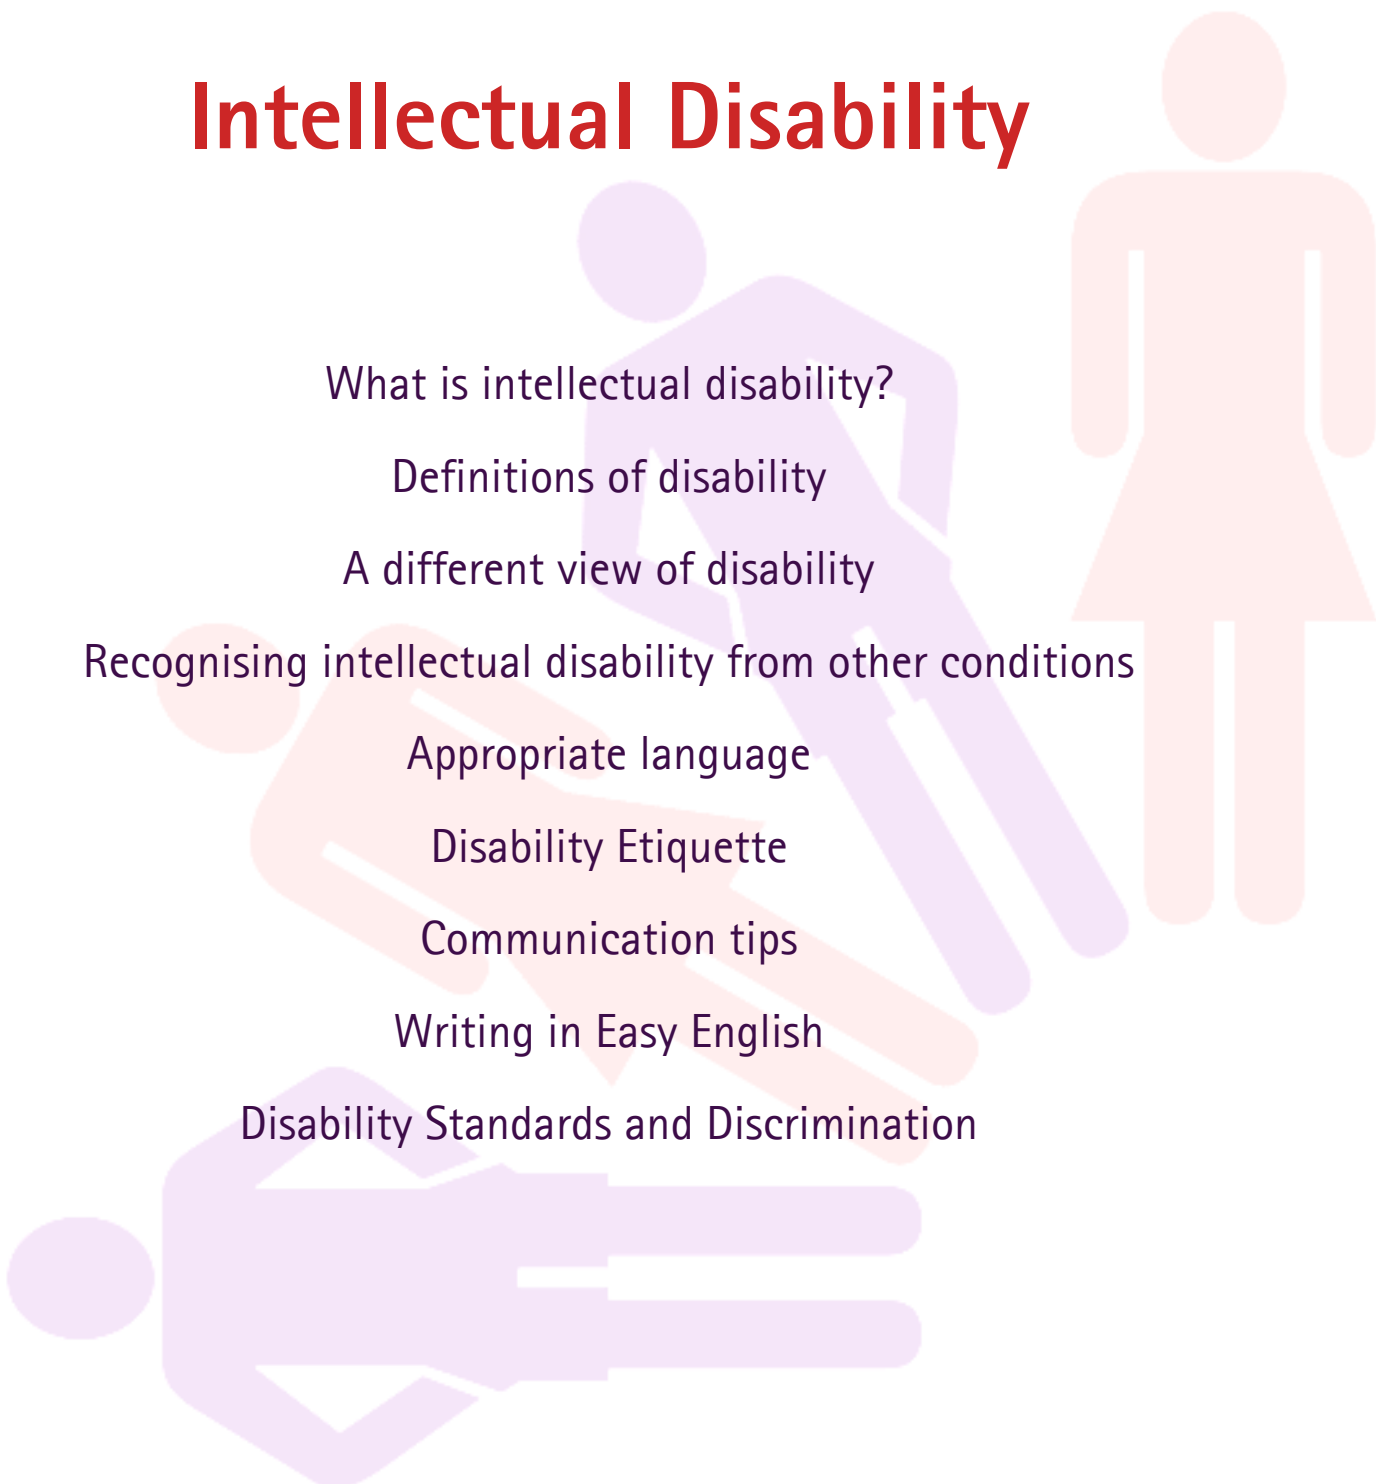 Intellectual Disability
What is intellectual disability?
Definitions of disability
A different view of disability
Recognising intellectual disability from other conditions
Appropriate language
Disability Etiquette
Communication tips
Writing in Easy English
Disability Standards and Discrimination